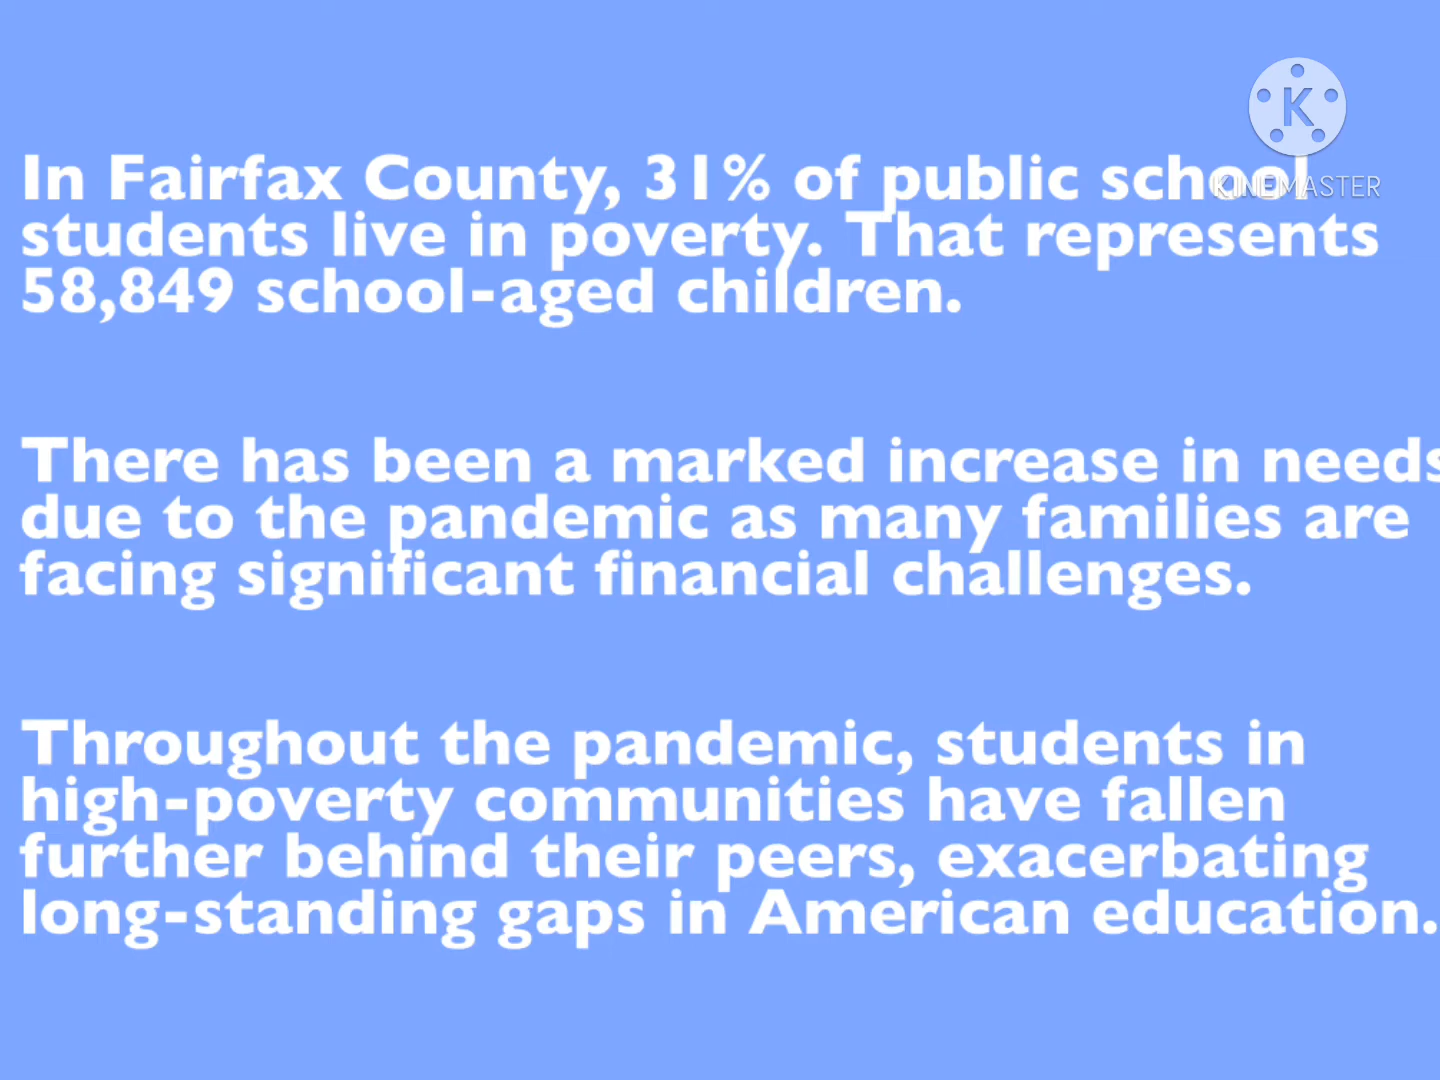 K
KINEMASTER
In Fairfax County, 31% of public school
students live in poverty. That represents
58,849 school-aged children.
There has been a marked increase in needs
due to the pandemic as many families are
facing significant financial challenges.
Throughout the pandemic, students in
high-poverty communities have fallen
further behind their peers, exacerbating
long-standing gaps in American education.